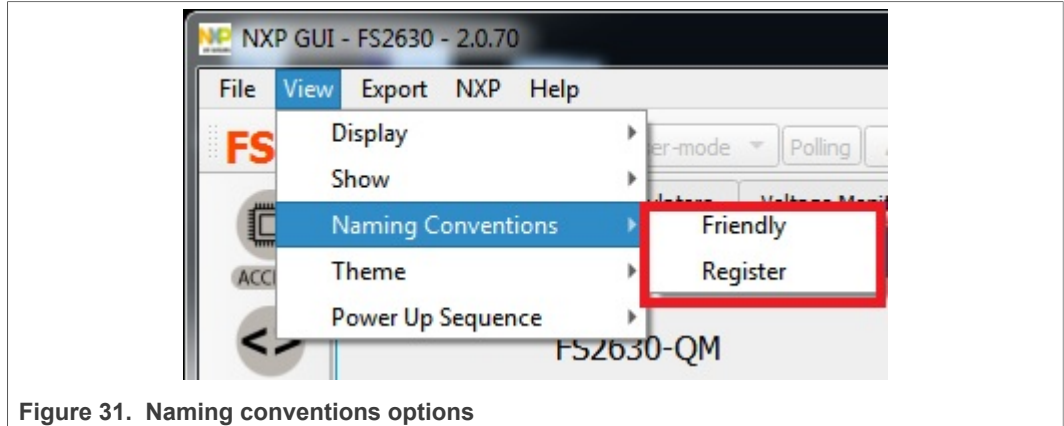 NXP GUI - FS2630 - 2.0.70
File View Export NXP Help
FS
Display
Polling
Show
Naming Conventions
Friendly
Theme
Register
Power Up Sequence
FS2630-QM
Figure 31. Naming conventions options